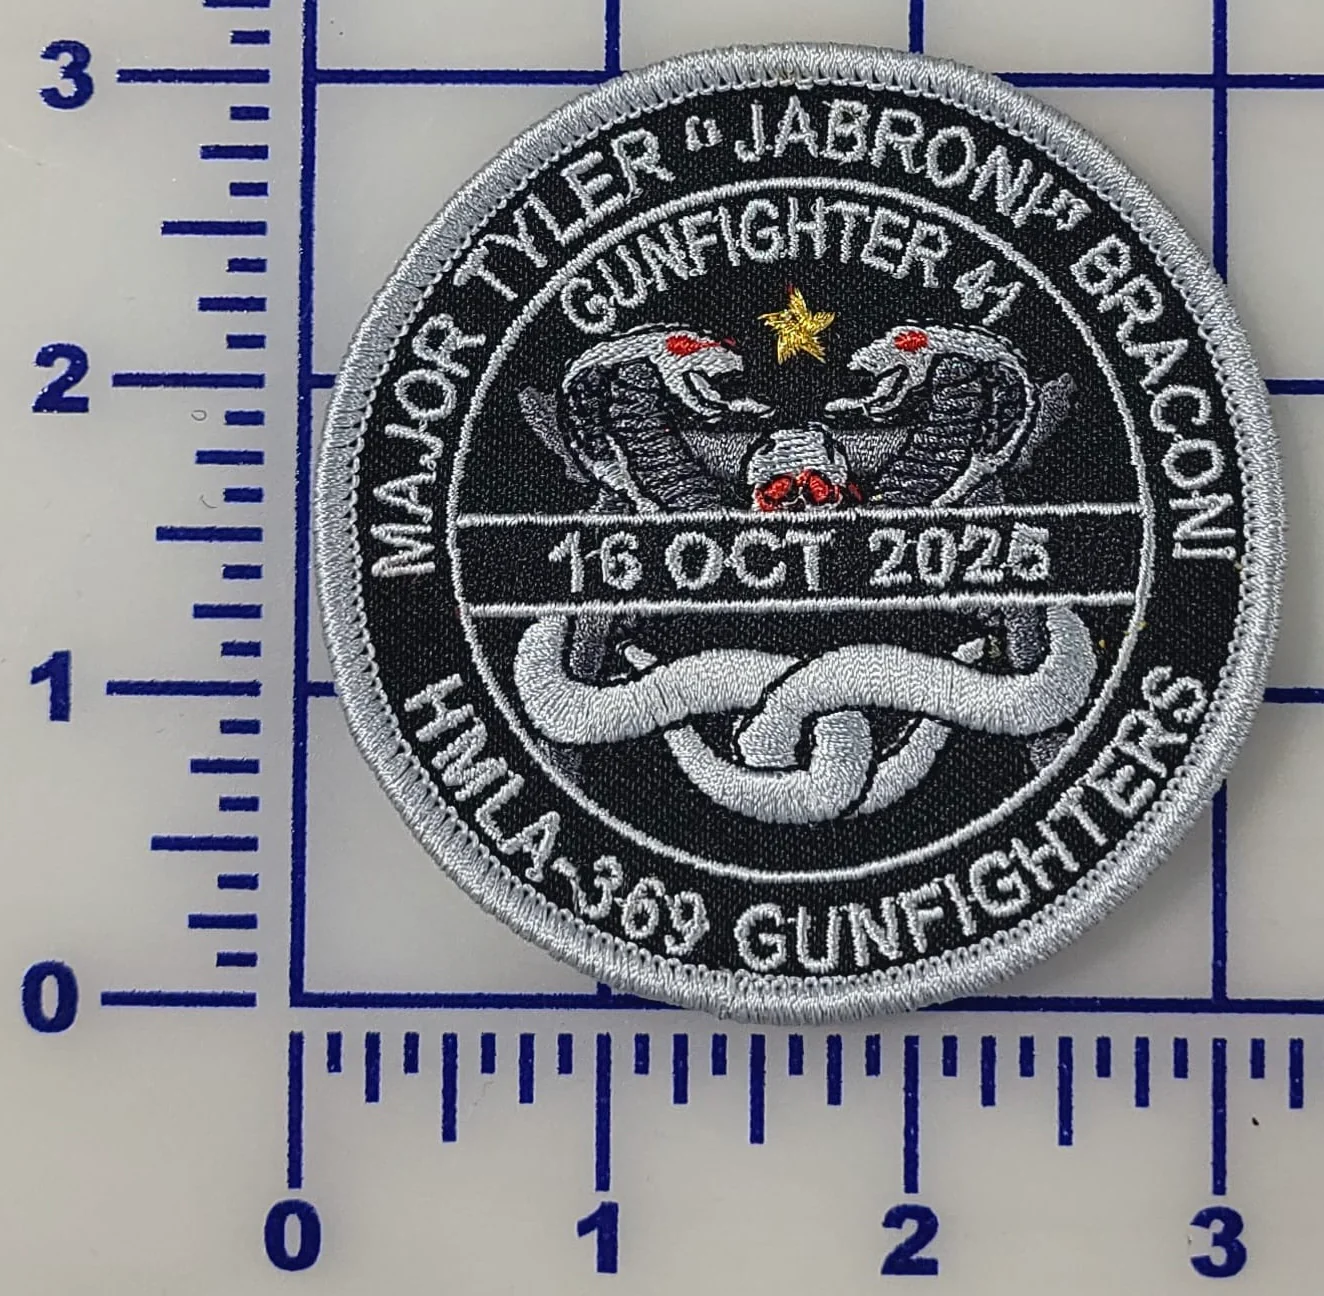 MAJOR TYLER "JABRONI" BRACONI
GUNFIGHTER 41
16 OCT 2025
HMLA-369 GUNFIGHTERS
3
2
1
0
0 1 2 3